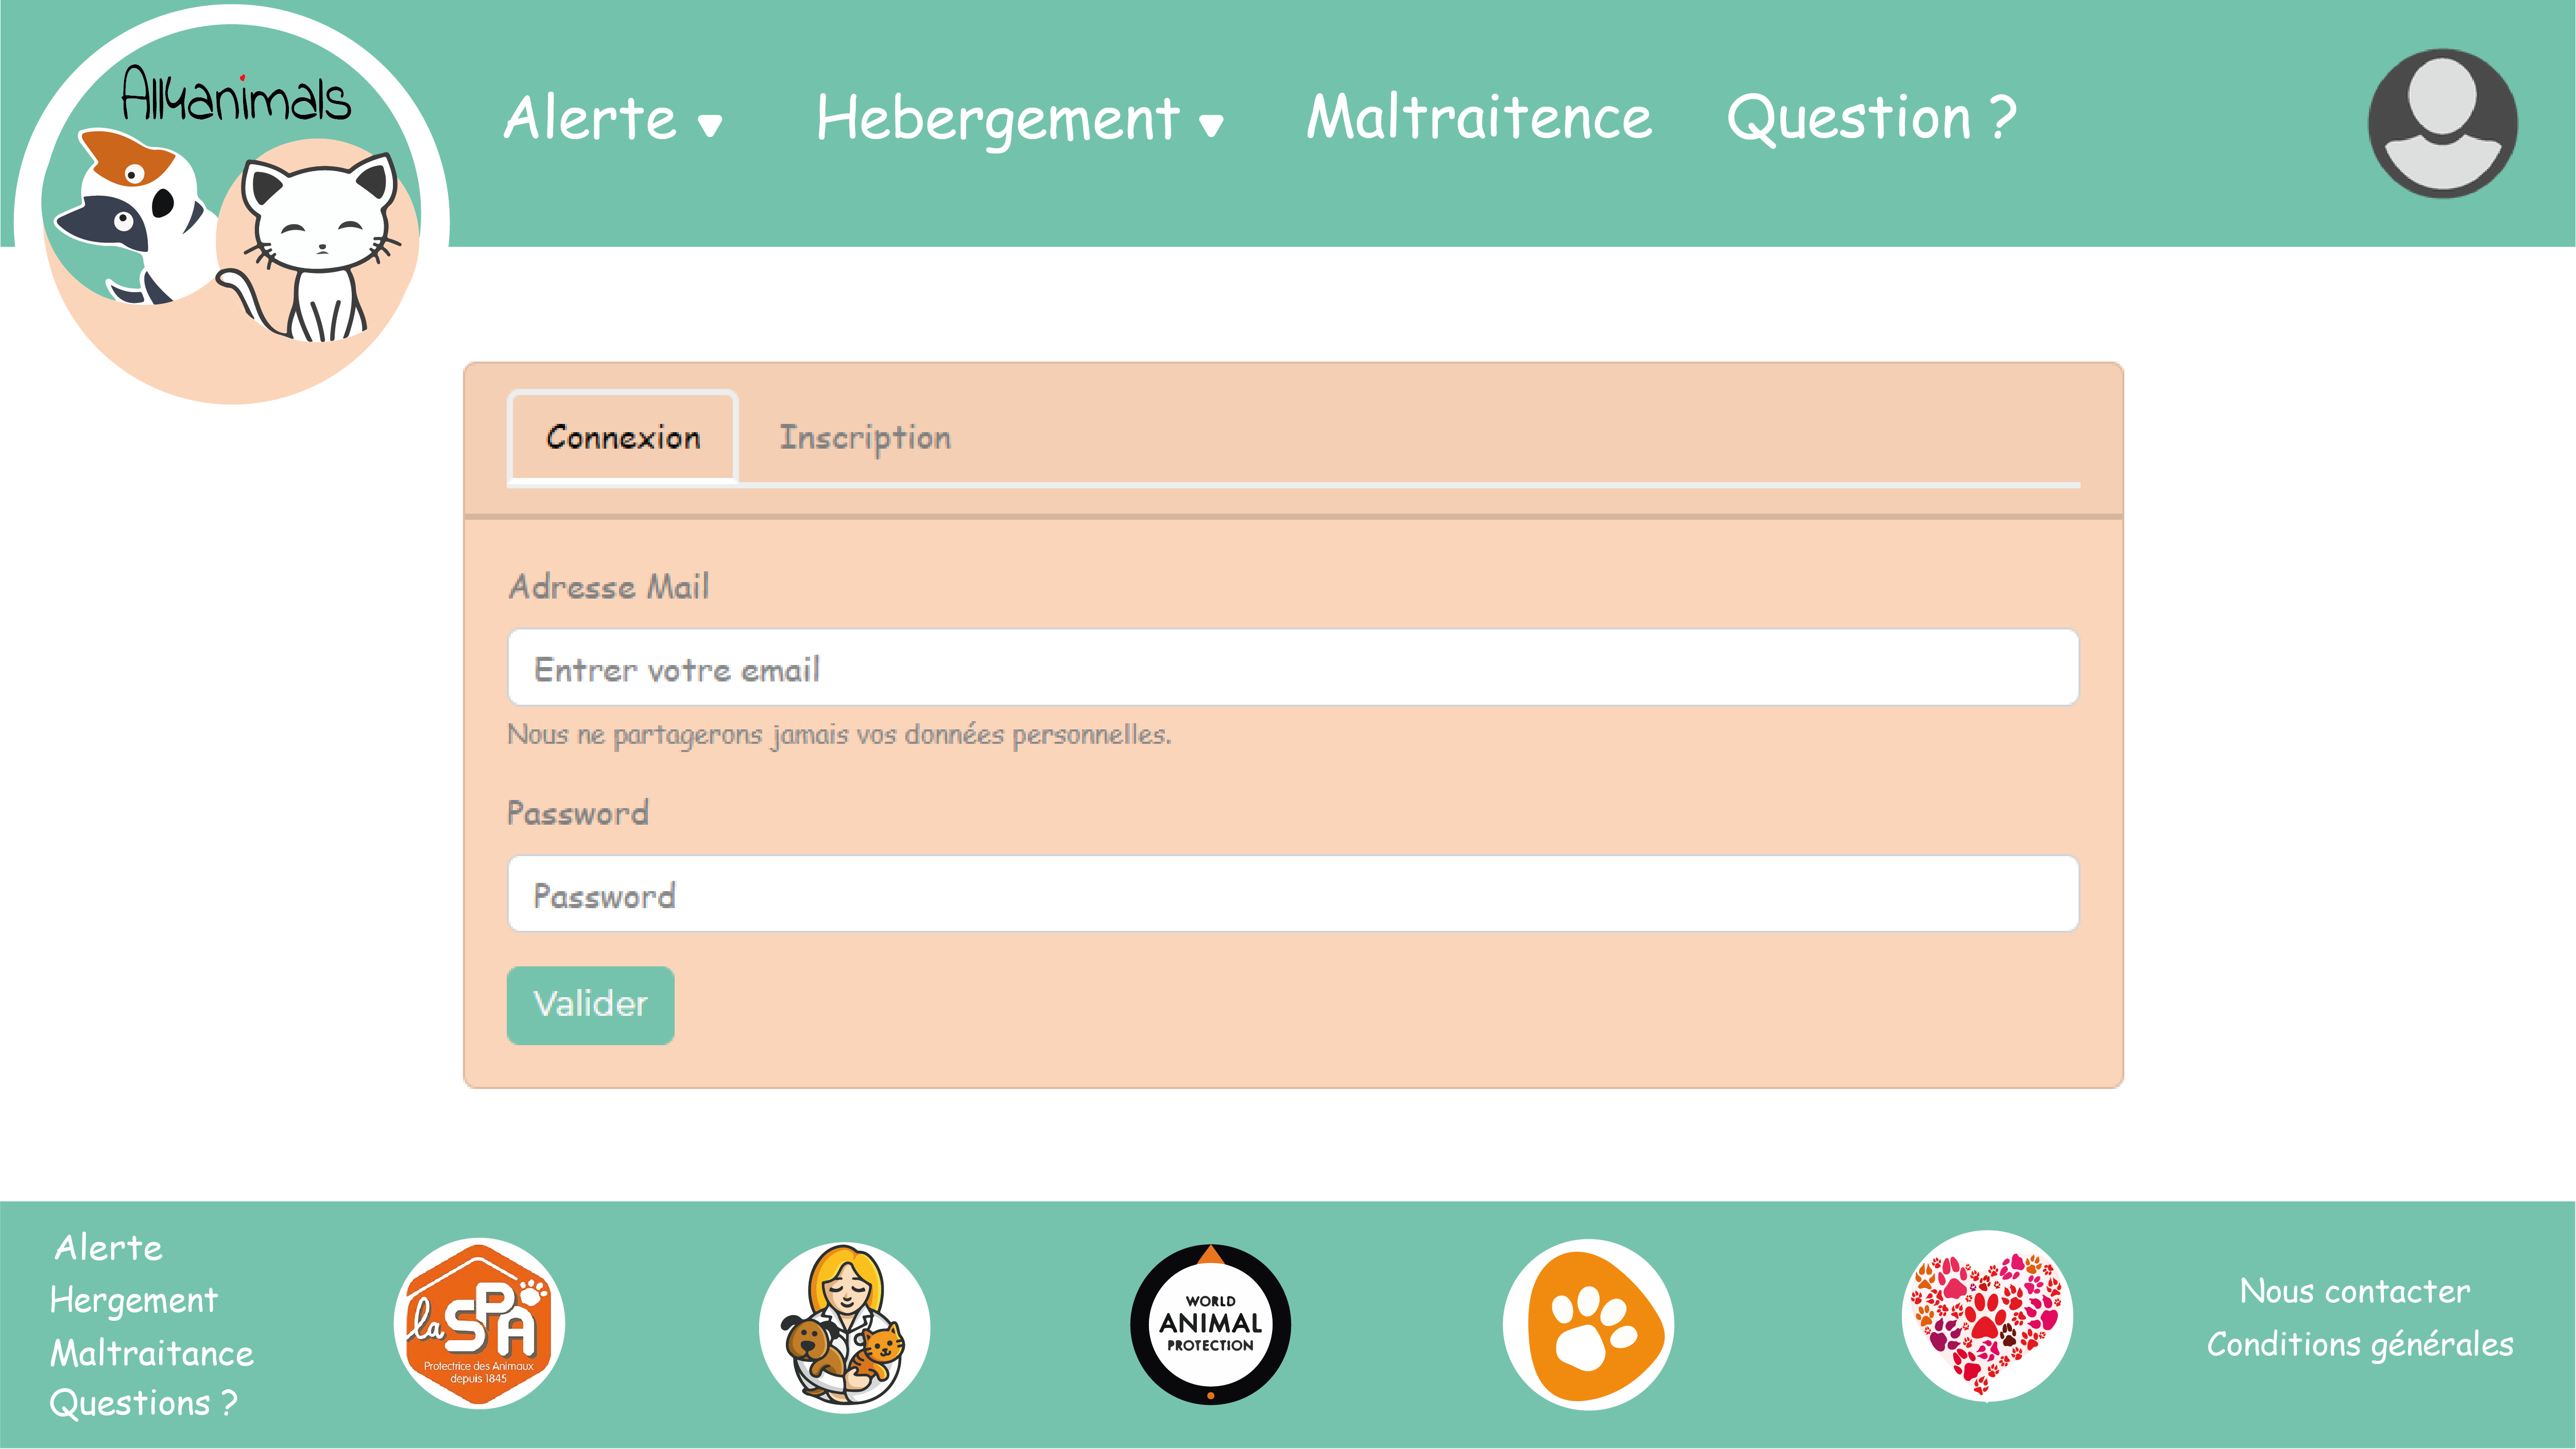 All4animals
Alerte
Hebergement
Maltraitence
Question ?
Connexion
Inscription
Adresse Mail
Entrer votre email
Nous ne partagerons jamais vos données personnelles.
Password
Password
Valider
Alerte
Hergement
Maltraitance
Questions ?
la SPA
Protectrice des Animaux
depuis 1845
WORLD
ANIMAL
PROTECTION
Nous contacter
Conditions générales